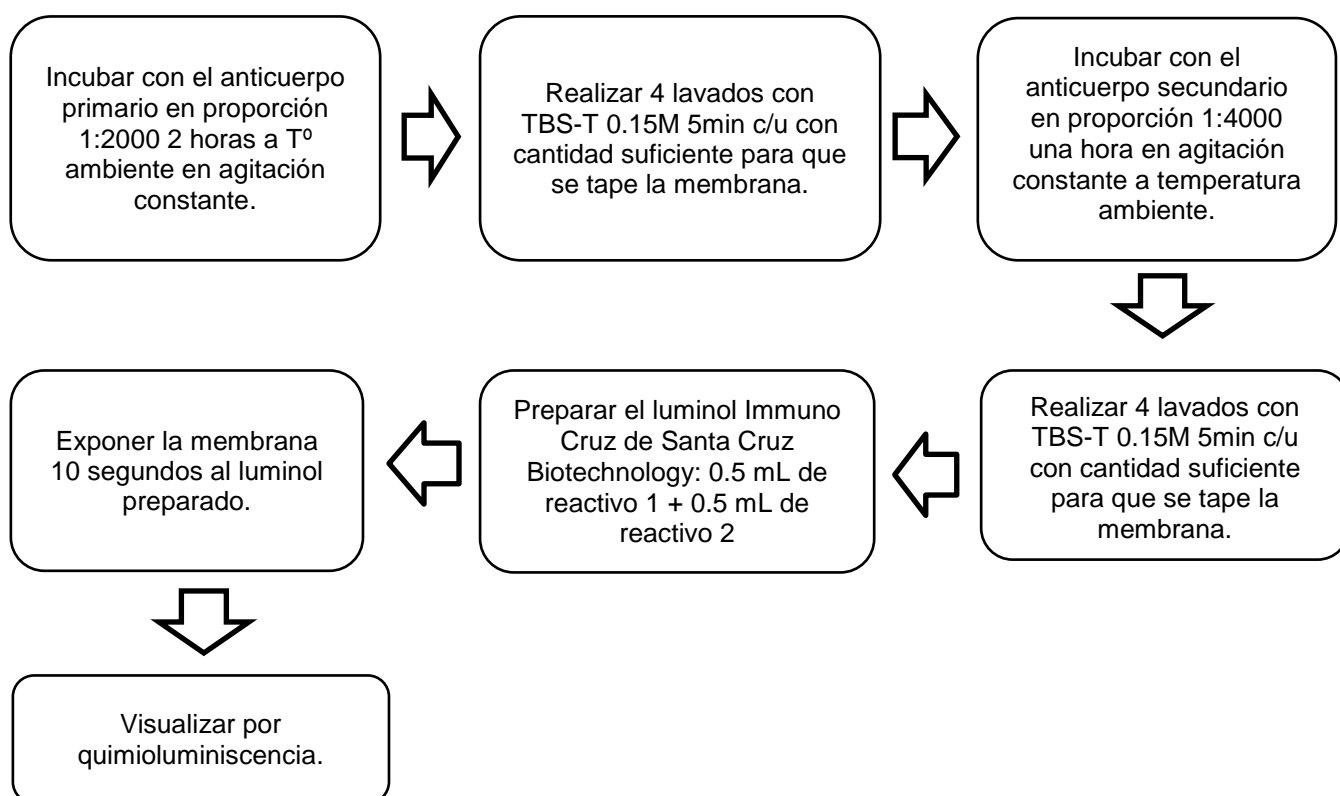 Incubar con el anticuerpo
primario en proporción
1:2000 2 horas a Tº
ambiente en agitación
constante.
Realizar 4 lavados con
TBS-T 0.15M 5min c/u con
cantidad suficiente para que
se tape la membrana.
Incubar con el
anticuerpo secundario
en proporción 1:4000
una hora en agitación
constante a temperatura
ambiente.
Realizar 4 lavados con
TBS-T 0.15M 5min c/u
con cantidad suficiente
para que se tape la
membrana.
Preparar el luminol Immuno
Cruz de Santa Cruz
Biotechnology: 0.5 mL de
reactivo 1 + 0.5 mL de
reactivo 2
Exponer la membrana
10 segundos al luminol
preparado.
Visualizar por
quimioluminiscencia.